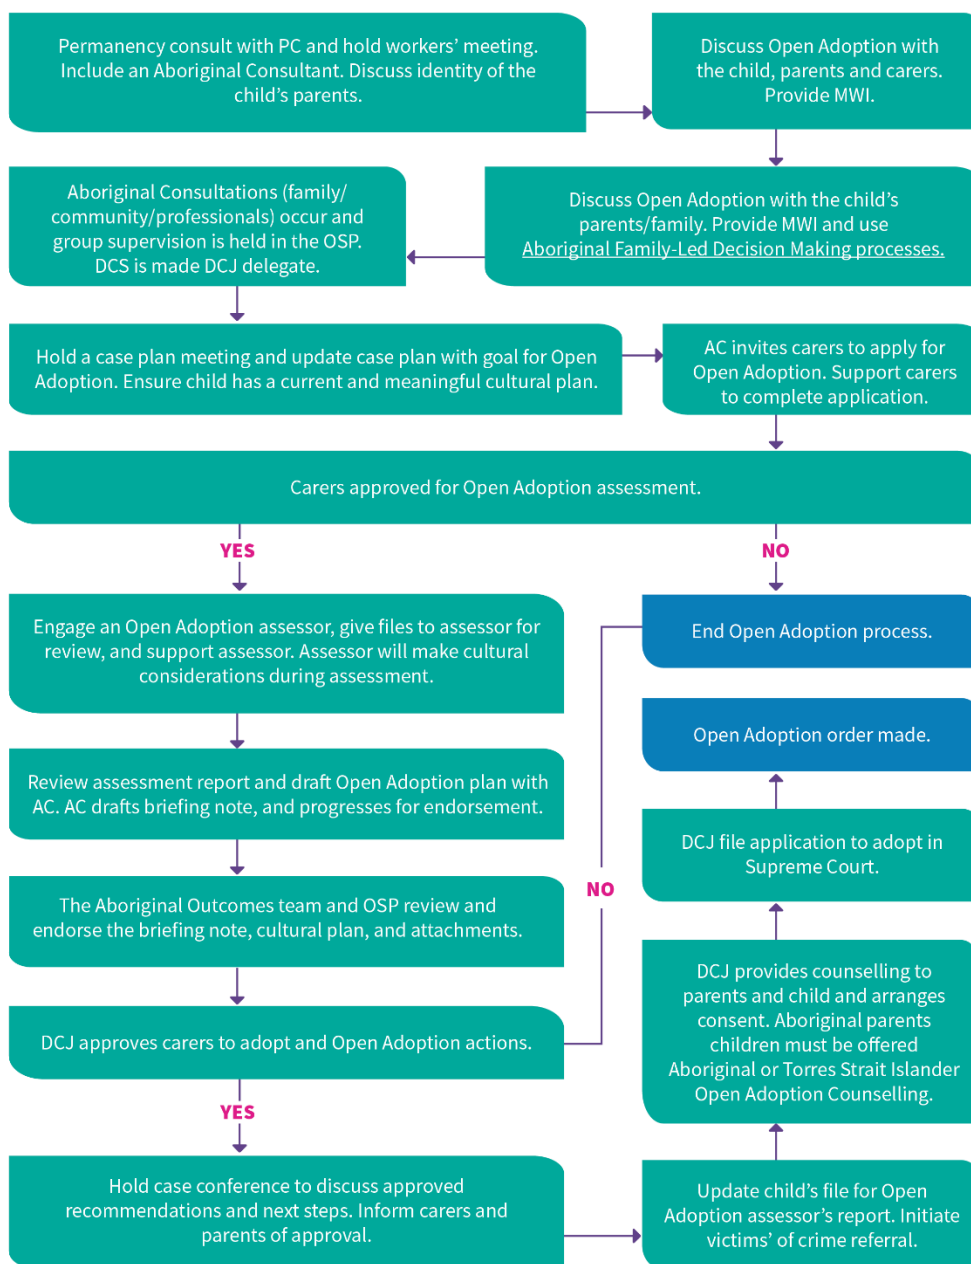 Permanency consult with PC and hold workers’ meeting.
Include an Aboriginal Consultant. Discuss identity of the
child’s parents.
Discuss Open Adoption with
the child, parents and carers.
Provide MWI.
Discuss Open Adoption with the child’s
parents/family. Provide MWI and use
Aboriginal Family-Led Decision Making processes.
Aboriginal Consultations (family/
community/professionals) occur and
group supervision is held in the OSP.
DCS is made DCJ delegate.
Hold a case plan meeting and update case plan with goal for Open
Adoption. Ensure child has a current and meaningful cultural plan.
AC invites carers to apply for
Open Adoption. Support carers
to complete application.
Carers approved for Open Adoption assessment.
YES
NO
Engage an Open Adoption assessor, give files to assessor for
review, and support assessor. Assessor will make cultural
considerations during assessment.
End Open Adoption process.
Review assessment report and draft Open Adoption plan with
AC. AC drafts briefing note, and progresses for endorsement.
The Aboriginal Outcomes team and OSP review and
endorse the briefing note, cultural plan, and attachments.
DCJ approves carers to adopt and Open Adoption actions.
NO
YES
Hold case conference to discuss approved
recommendations and next steps. Inform carers and
parents of approval.
Update child’s file for Open
Adoption assessor’s report. Initiate
victims’ of crime referral.
DCJ provides counselling to
parents and child and arranges
consent. Aboriginal parents
children must be offered
Aboriginal or Torres Strait Islander
Open Adoption Counselling.
DCJ file application to adopt in
Supreme Court.
Open Adoption order made.